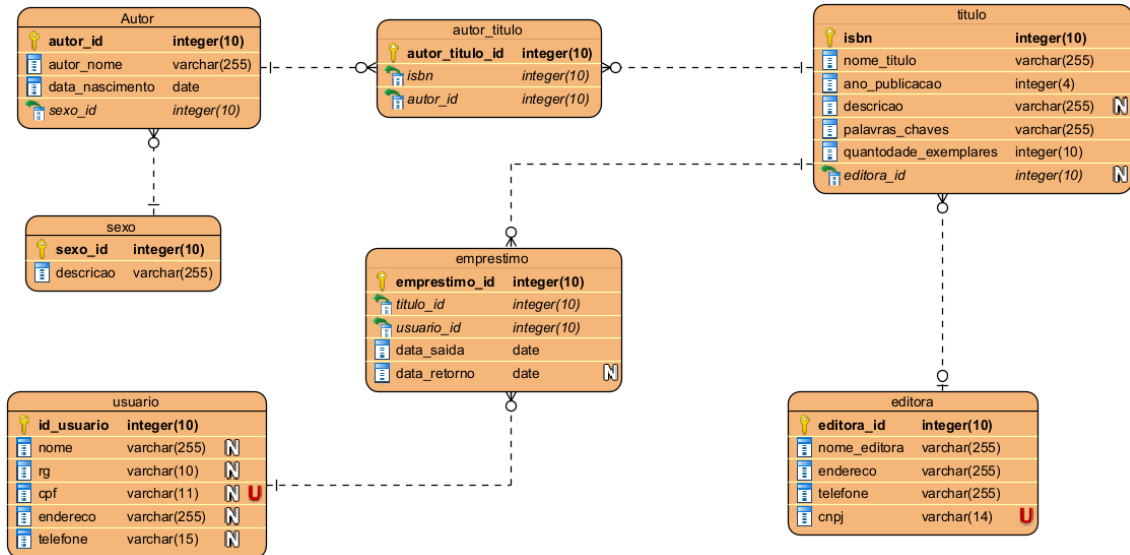 Autor
autor_id integer(10)
autor_nome varchar(255)
data_nascimento date
sexo_id integer(10)
autor_titulo
autor_titulo_id integer(10)
isbn integer(10)
autor_id integer(10)
titulo
isbn integer(10)
nome_titulo varchar(255)
ano_publicacao integer(4)
descricao varchar(255) N
palavras_chaves varchar(255)
quantodade_exemplares integer(10)
editora_id integer(10) N
sexo
sexo_id integer(10)
descricao varchar(255)
emprestimo
emprestimo_id integer(10)
titulo_id integer(10)
usuario_id integer(10)
data_saida date
data_retorno date N
usuario
id_usuario integer(10)
nome varchar(255) N
rg varchar(10) N
cpf varchar(11) N U
endereco varchar(255) N
telefone varchar(15) N
editora
editora_id integer(10)
nome_editora varchar(255)
endereco varchar(255)
telefone varchar(255)
cnpj varchar(14) U